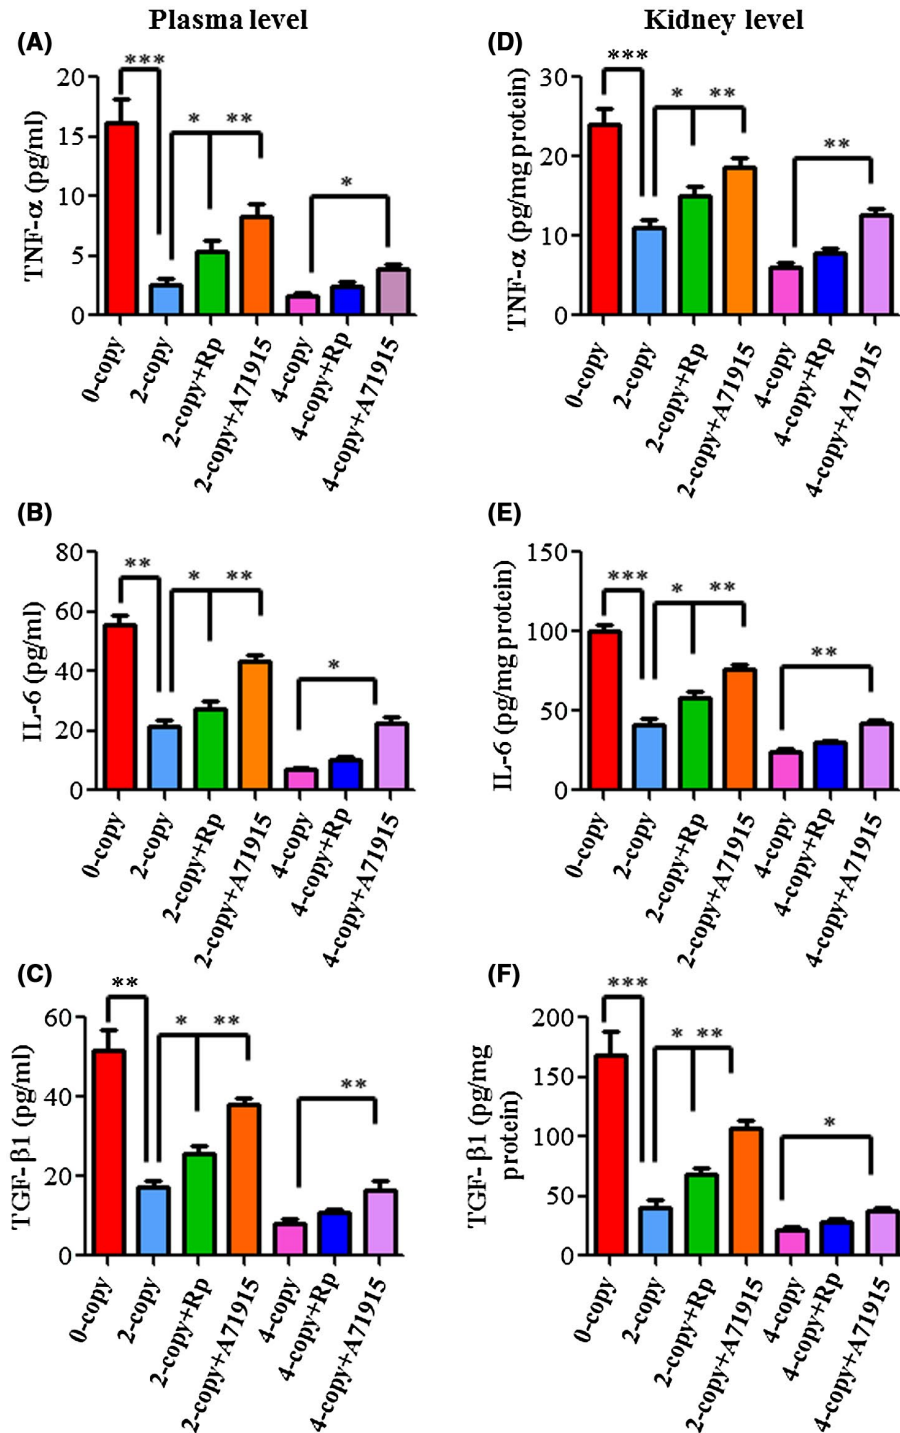 Plasma level
Kidney level
(A)
***
* **
*
TNF-α (pg/ml)
20
15
10
5
0
0-copy
2-copy
2-copy+Rp
2-copy+A71915
4-copy
4-copy+Rp
4-copy+A71915
(D)
***
* **
**
TNF-α (pg/mg protein)
30
20
10
0
0-copy
2-copy
2-copy+Rp
2-copy+A71915
4-copy
4-copy+Rp
4-copy+A71915
(B)
**
* **
*
IL-6 (pg/ml)
80
60
40
20
0
0-copy
2-copy
2-copy+Rp
2-copy+A71915
4-copy
4-copy+Rp
4-copy+A71915
(E)
***
* **
**
IL-6 (pg/mg protein)
150
100
50
0
0-copy
2-copy
2-copy+Rp
2-copy+A71915
4-copy
4-copy+Rp
4-copy+A71915
(C)
**
* **
**
TGF-β1 (pg/ml)
60
40
20
0
0-copy
2-copy
2-copy+Rp
2-copy+A71915
4-copy
4-copy+Rp
4-copy+A71915
(F)
***
* **
*
TGF-β1 (pg/mg
protein)
200
150
100
50
0
0-copy
2-copy
2-copy+Rp
2-copy+A71915
4-copy
4-copy+Rp
4-copy+A71915